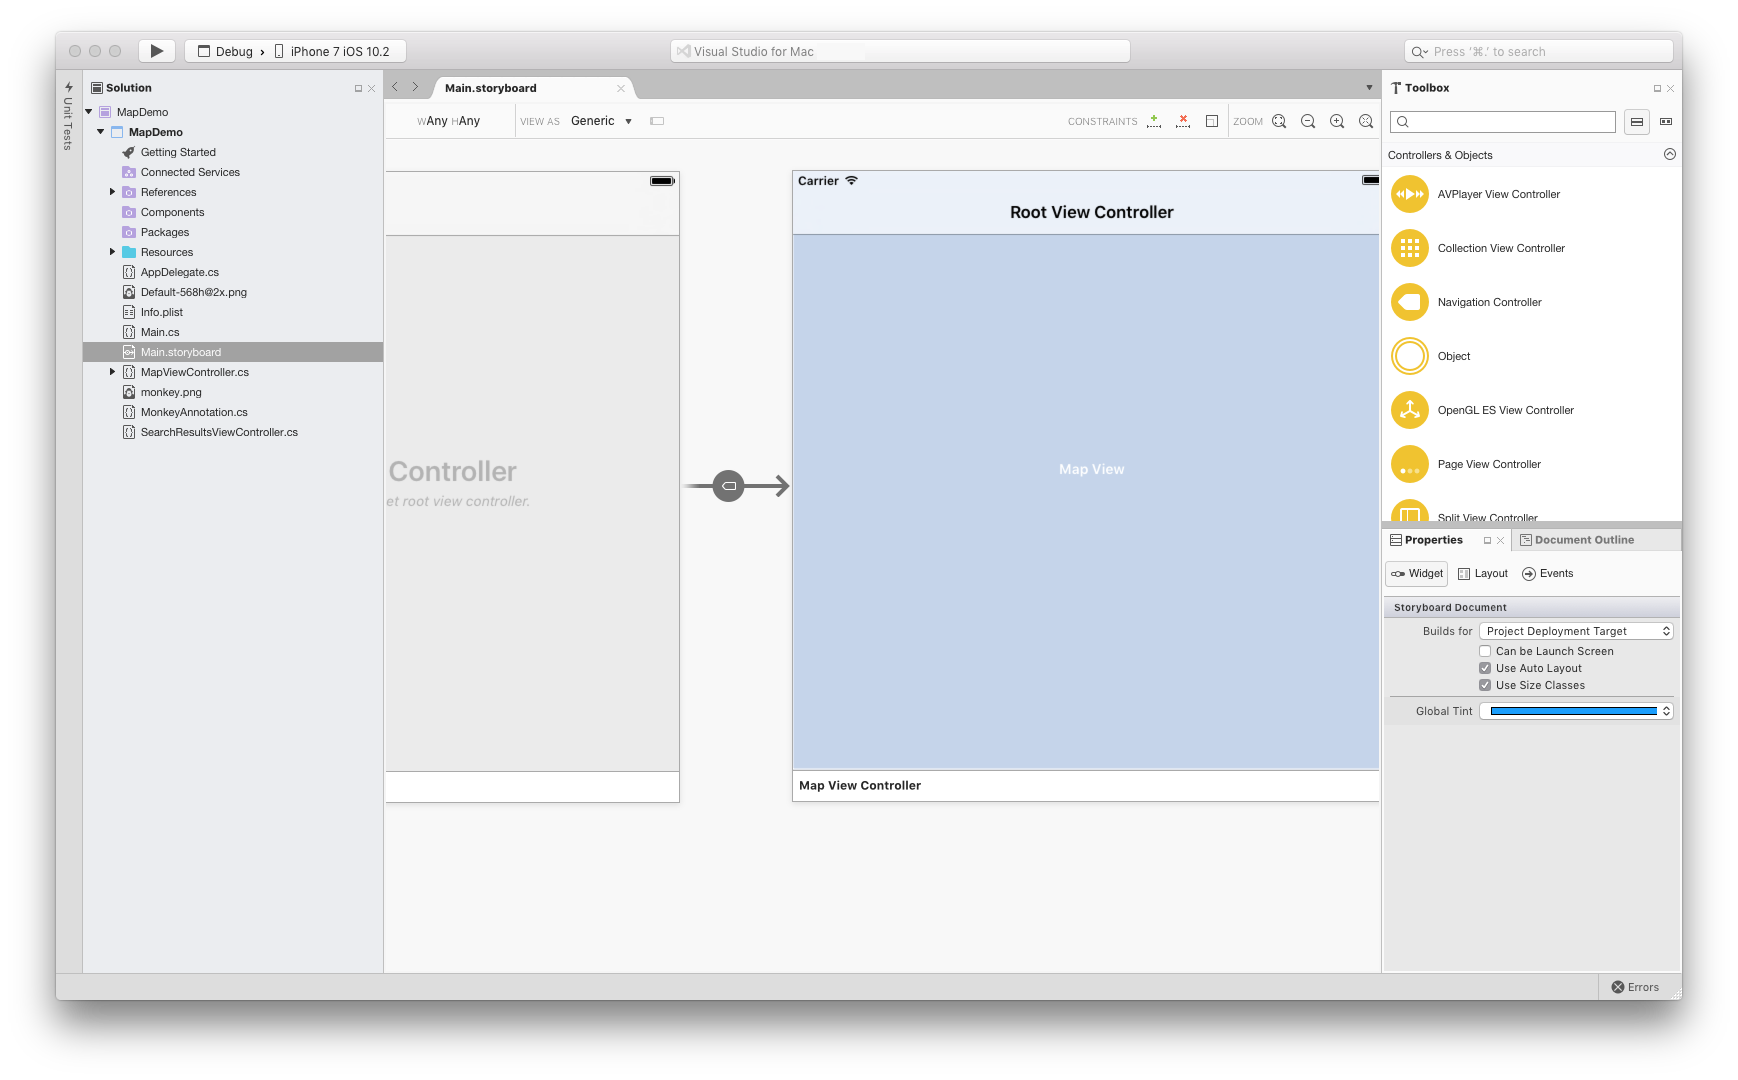 Debug › iPhone 7 iOS 10.2
Visual Studio for Mac
Press ‘⌘.’ to search
Unit Tests
Solution
MapDemo
MapDemo
Getting Started
Connected Services
References
Components
Packages
Resources
AppDelegate.cs
Default-568h@2x.png
Info.plist
Main.cs
Main.storyboard
MapViewController.cs
monkey.png
MonkeyAnnotation.cs
SearchResultsViewController.cs
Main.storyboard
wAny hAny
VIEW AS Generic
CONSTRAINTS
ZOOM
Controller
et root view controller.
Carrier
Root View Controller
Map View
Map View Controller
Toolbox
Controllers & Objects
AVPlayer View Controller
Collection View Controller
Navigation Controller
Object
OpenGL ES View Controller
Page View Controller
Split View Controller
Properties
Document Outline
Widget
Layout
Events
Storyboard Document
Builds for Project Deployment Target
Can be Launch Screen
Use Auto Layout
Use Size Classes
Global Tint
Errors